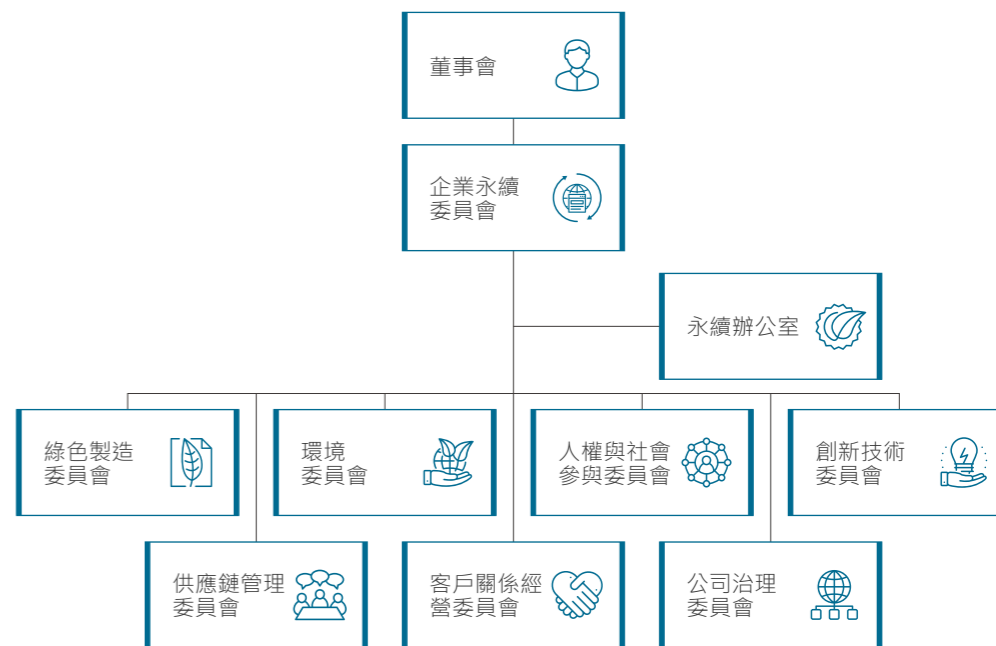 董事會
企業永續
委員會
永續辦公室
綠色製造
委員會
環境
委員會
人權與社會
參與委員會
創新技術
委員會
供應鏈管理
委員會
客戶關係經
營委員會
公司治理
委員會